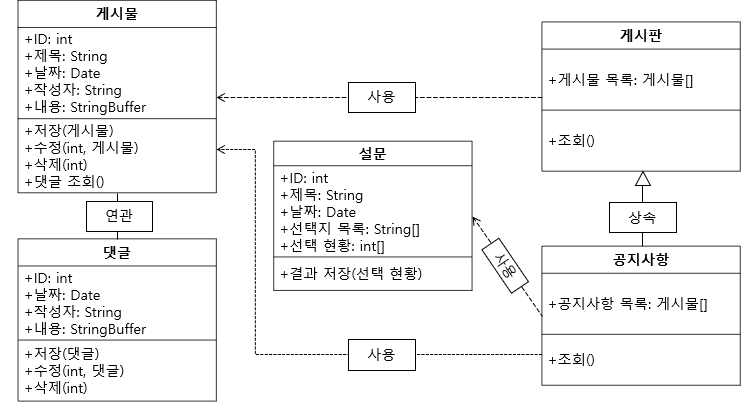 게시물
+ID: int
+제목: String
+날짜: Date
+작성자: String
+내용: StringBuffer
+저장(게시물)
+수정(int, 게시물)
+삭제(int)
+댓글 조회()
연관
댓글
+ID: int
+날짜: Date
+작성자: String
+내용: StringBuffer
+저장(댓글)
+수정(int, 댓글)
+삭제(int)
사용
설문
+ID: int
+제목: String
+날짜: Date
+선택지 목록: String[]
+선택 현황: int[]
+결과 저장(선택 현황)
사용
사용
게시판
+게시물 목록: 게시물[]
+조회()
상속
공지사항
+공지사항 목록: 게시물[]
+조회()